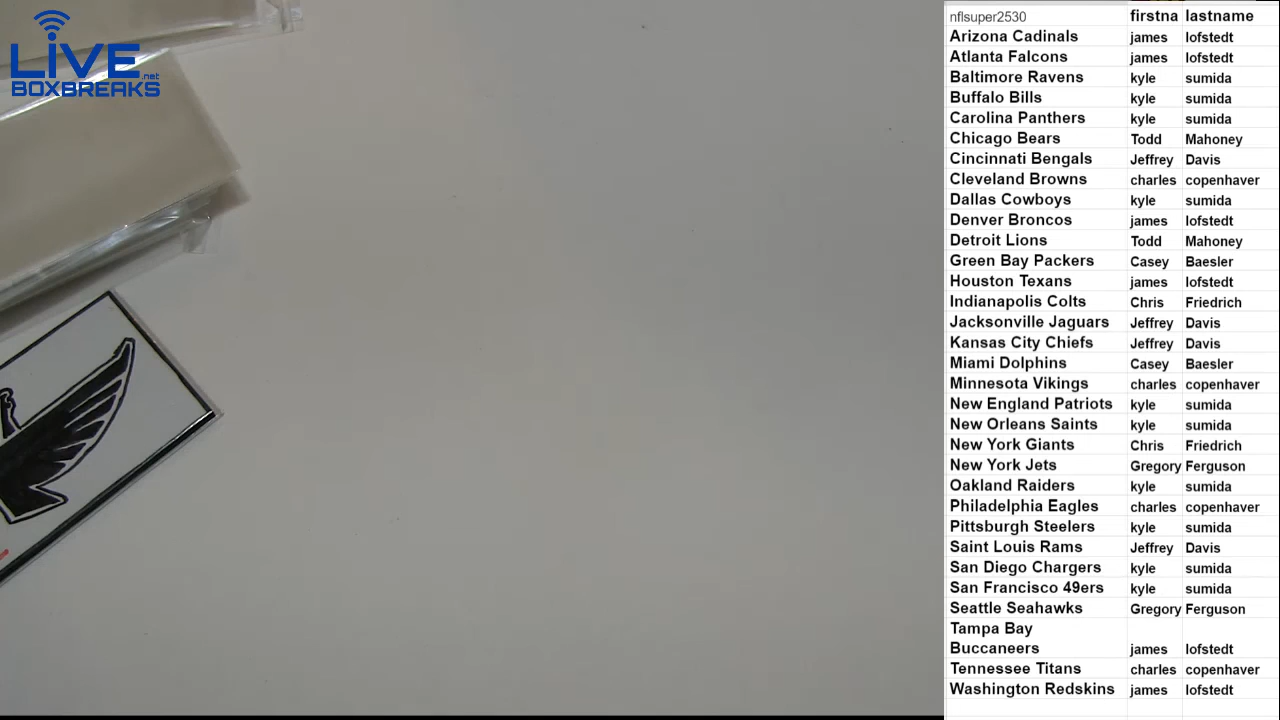 LIVE.net
BOXBREAKS
nflsuper2530 firstna lastname
Arizona Cadinals james lofstedt
Atlanta Falcons james lofstedt
Baltimore Ravens kyle sumida
Buffalo Bills kyle sumida
Carolina Panthers kyle sumida
Chicago Bears Todd Mahoney
Cincinnati Bengals Jeffrey Davis
Cleveland Browns charles copenhaver
Dallas Cowboys kyle sumida
Denver Broncos james lofstedt
Detroit Lions Todd Mahoney
Green Bay Packers Casey Baesler
Houston Texans james lofstedt
Indianapolis Colts Chris Friedrich
Jacksonville Jaguars Jeffrey Davis
Kansas City Chiefs Jeffrey Davis
Miami Dolphins Casey Baesler
Minnesota Vikings charles copenhaver
New England Patriots kyle sumida
New Orleans Saints kyle sumida
New York Giants Chris Friedrich
New York Jets Gregory Ferguson
Oakland Raiders kyle sumida
Philadelphia Eagles charles copenhaver
Pittsburgh Steelers kyle sumida
Saint Louis Rams Jeffrey Davis
San Diego Chargers kyle sumida
San Francisco 49ers kyle sumida
Seattle Seahawks Gregory Ferguson
Tampa Bay
Buccaneers james lofstedt
Tennessee Titans charles copenhaver
Washington Redskins james lofstedt